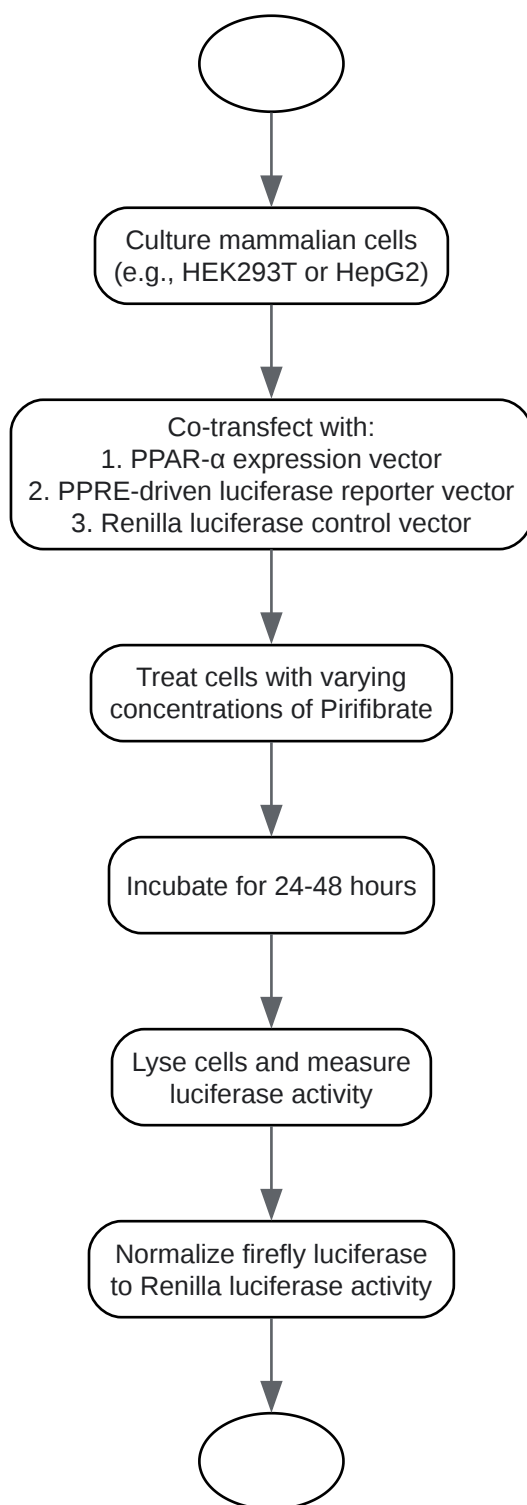 Culture mammalian cells
(e.g., HEK293T or HepG2)
Co-transfect with:
1. PPAR-α expression vector
2. PPRE-driven luciferase reporter vector
3. Renilla luciferase control vector
Treat cells with varying
concentrations of Pirifibrate
Incubate for 24-48 hours
Lyse cells and measure
luciferase activity
Normalize firefly luciferase
to Renilla luciferase activity